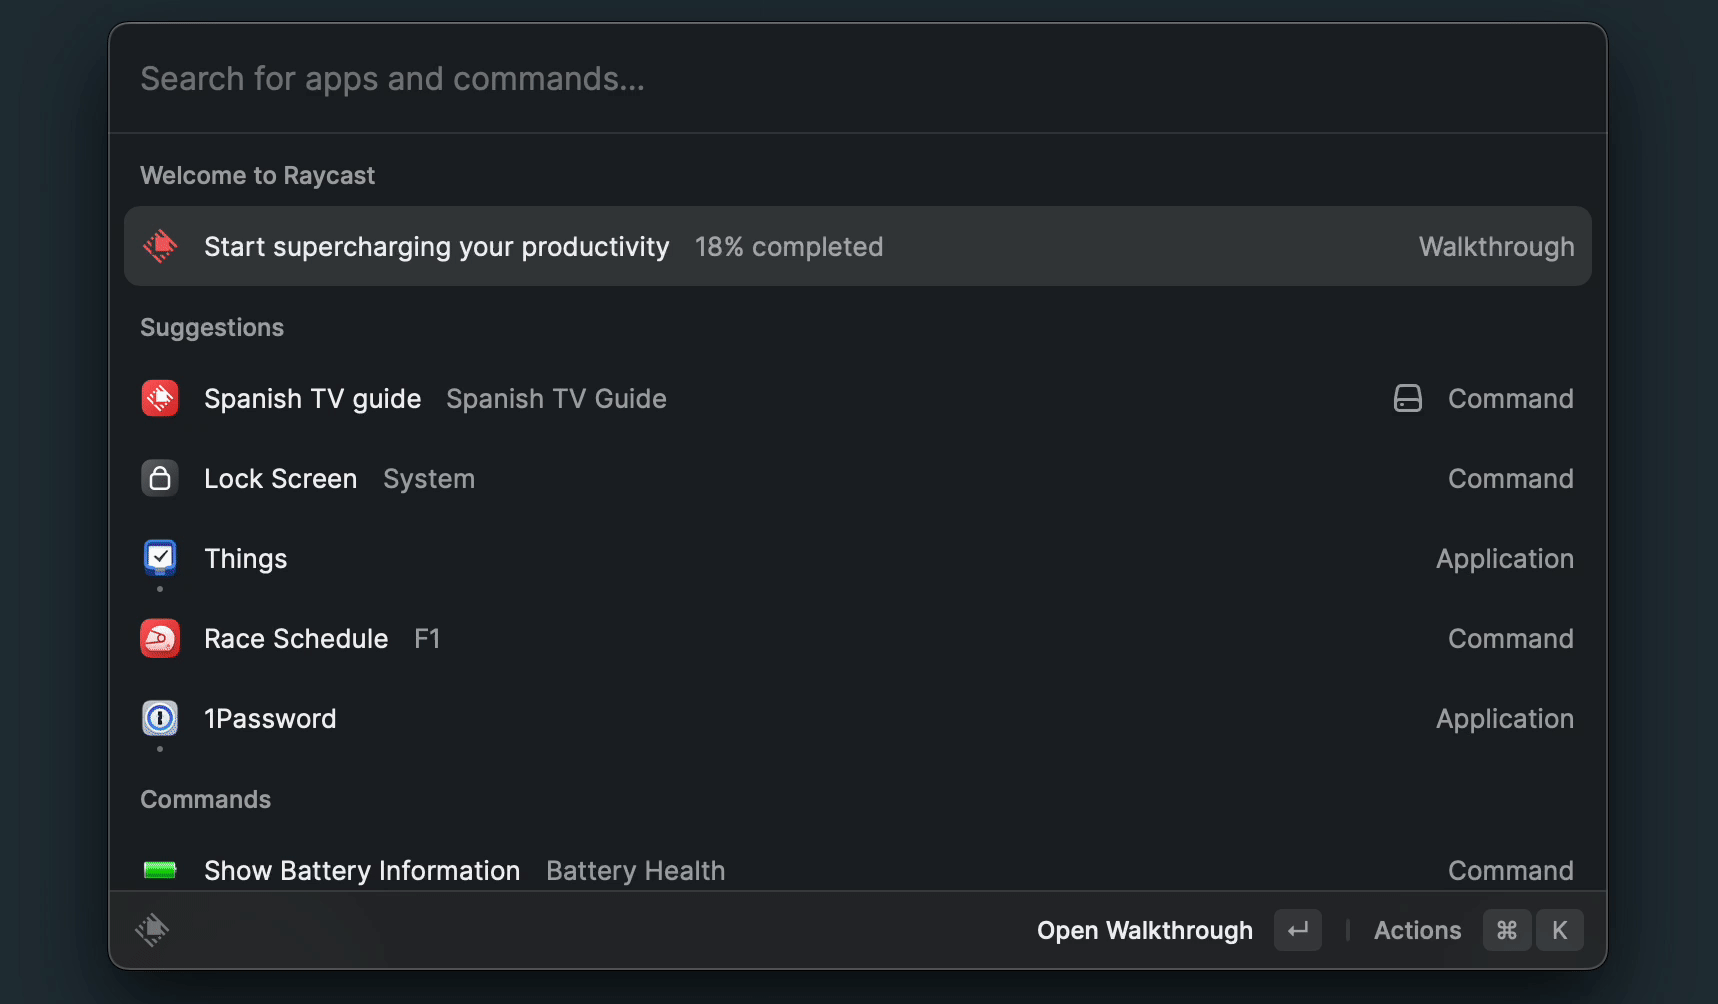 Search for apps and commands...
Welcome to Raycast
Start supercharging your productivity 18% completed Walkthrough
Suggestions
Spanish TV guide Spanish TV Guide Command
Lock Screen System Command
Things Application
Race Schedule F1 Command
1Password Application
Commands
Show Battery Information Battery Health Command
Open Walkthrough ↵ | Actions ⌘ K